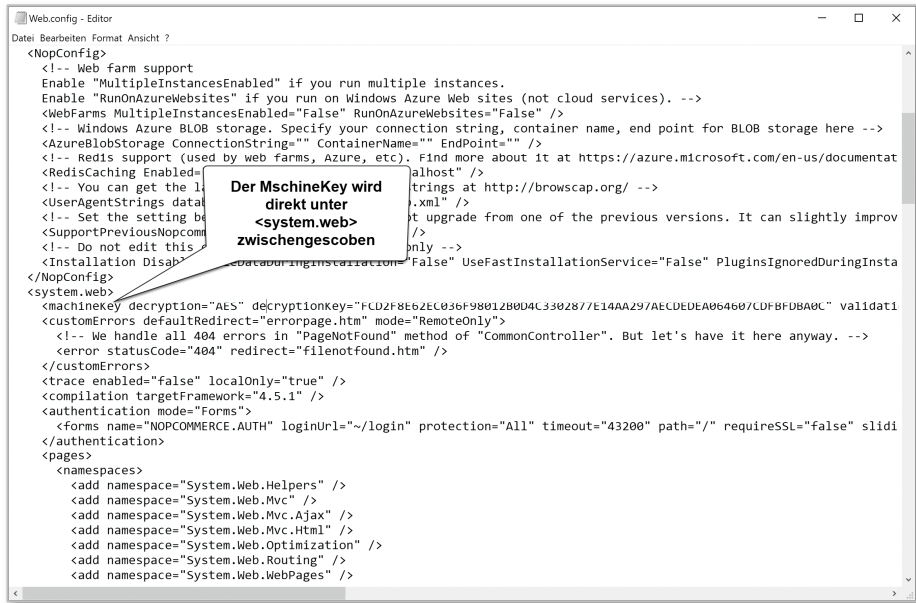 Web.config - Editor
Datei Bearbeiten Format Ansicht ?
<NopConfig>
<!-- Web farm support
Enable "MultipleInstancesEnabled" if you run multiple instances.
Enable "RunOnAzureWebsites" if you run on Windows Azure Web sites (not cloud services). -->
<WebFarms MultipleInstancesEnabled="False" RunOnAzureWebsites="False" />
<!-- Windows Azure BLOB storage. Specify your connection string, container name, end point for BLOB storage here -->
<AzureBlobStorage ConnectionString="" ContainerName="" EndPoint="" />
<!-- Redis support (used by web farms, Azure, etc). Find more about it at https://azure.microsoft.com/en-us/documentat
<RedisCaching Enabled= alhost" />
<!-- You can get the la trings at http://browscap.org/ -->
<UserAgentStrings datab .xml" />
<!-- Set the setting be ot upgrade from one of the previous versions. It can slightly improv
<SupportPreviousNopcomm />
<!-- Do not edit this only -->
<Installation Disabl DataDuringInstallation="False" UseFastInstallationService="False" PluginsIgnoredDuringInsta
Der MschineKey wird
direkt unter
<system.web>
zwischengescoben
</NopConfig>
<system.web>
<machineKey decryption="AES" decryptionKey="FCD2F8E62EC036F98012B0D4C3302877E14AA297AECDEDEA064607CDFBFDBA0C" validati
<customErrors defaultRedirect="errorpage.htm" mode="RemoteOnly">
<!-- We handle all 404 errors in "PageNotFound" method of "CommonController". But let's have it here anyway. -->
<error statusCode="404" redirect="filenotfound.htm" />
</customErrors>
<trace enabled="false" localOnly="true" />
<compilation targetFramework="4.5.1" />
<authentication mode="Forms">
<forms name="NOPCOMMERCE.AUTH" loginUrl="~/login" protection="All" timeout="43200" path="/" requireSSL="false" slidi
</authentication>
<pages>
<namespaces>
<add namespace="System.Web.Helpers" />
<add namespace="System.Web.Mvc" />
<add namespace="System.Web.Mvc.Ajax" />
<add namespace="System.Web.Mvc.Html" />
<add namespace="System.Web.Optimization" />
<add namespace="System.Web.Routing" />
<add namespace="System.Web.WebPages" />